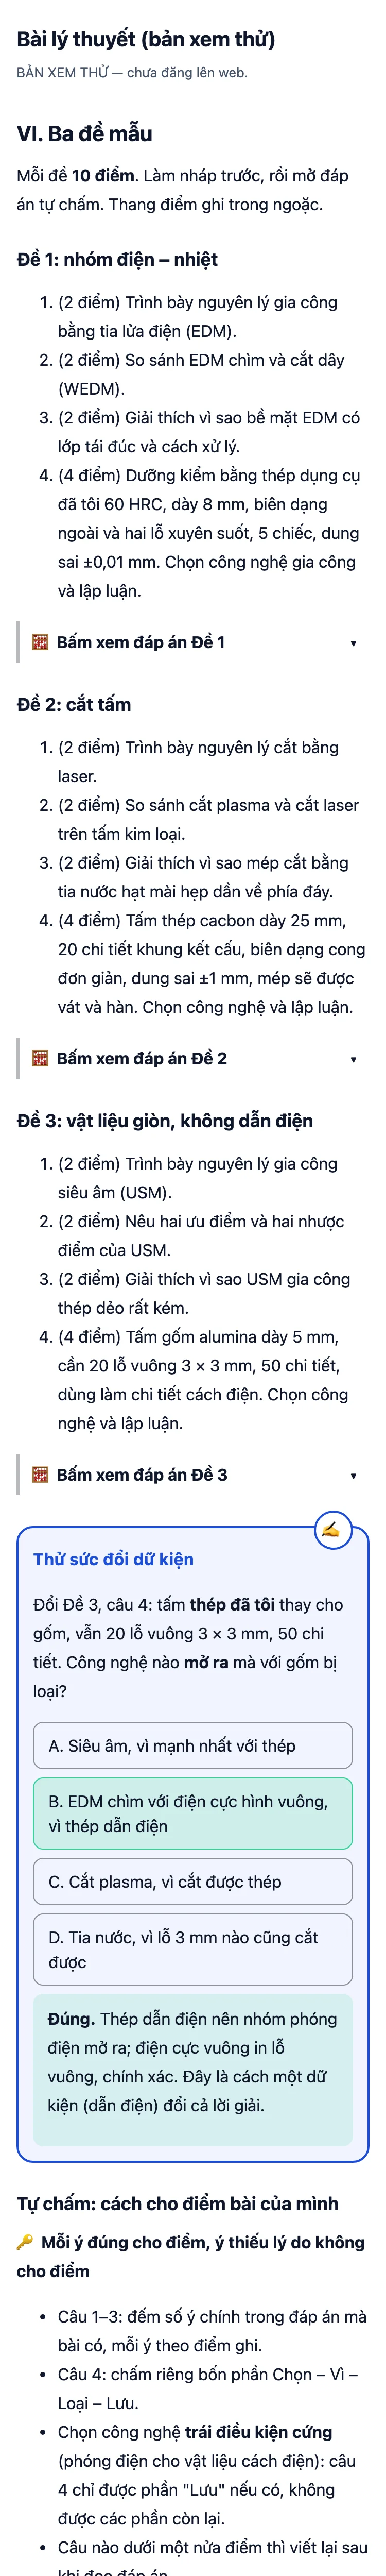 Bài lý thuyết (bản xem thử)
BẢN XEM THỬ — chưa đăng lên web.
VI. Ba đề mẫu
Mỗi đề 10 điểm. Làm nháp trước, rồi mở đáp
án tự chấm. Thang điểm ghi trong ngoặc.
Đề 1: nhóm điện – nhiệt
1. (2 điểm) Trình bày nguyên lý gia công
bằng tia lửa điện (EDM).
2. (2 điểm) So sánh EDM chìm và cắt dây
(WEDM).
3. (2 điểm) Giải thích vì sao bề mặt EDM có
lớp tái đúc và cách xử lý.
4. (4 điểm) Dưỡng kiểm bằng thép dụng cụ
đã tôi 60 HRC, dày 8 mm, biên dạng
ngoài và hai lỗ xuyên suốt, 5 chiếc, dung
sai ±0,01 mm. Chọn công nghệ gia công
và lập luận.
Bấm xem đáp án Đề 1
Đề 2: cắt tấm
1. (2 điểm) Trình bày nguyên lý cắt bằng
laser.
2. (2 điểm) So sánh cắt plasma và cắt laser
trên tấm kim loại.
3. (2 điểm) Giải thích vì sao mép cắt bằng
tia nước hạt mài hẹp dần về phía đáy.
4. (4 điểm) Tấm thép cacbon dày 25 mm,
20 chi tiết khung kết cấu, biên dạng cong
đơn giản, dung sai ±1 mm, mép sẽ được
vát và hàn. Chọn công nghệ và lập luận.
Bấm xem đáp án Đề 2
Đề 3: vật liệu giòn, không dẫn điện
1. (2 điểm) Trình bày nguyên lý gia công
siêu âm (USM).
2. (2 điểm) Nêu hai ưu điểm và hai nhược
điểm của USM.
3. (2 điểm) Giải thích vì sao USM gia công
thép dẻo rất kém.
4. (4 điểm) Tấm gốm alumina dày 5 mm,
cần 20 lỗ vuông 3 × 3 mm, 50 chi tiết,
dùng làm chi tiết cách điện. Chọn công
nghệ và lập luận.
Bấm xem đáp án Đề 3
Thử sức đổi dữ kiện
Đổi Đề 3, câu 4: tấm thép đã tôi thay cho
gốm, vẫn 20 lỗ vuông 3 × 3 mm, 50 chi
tiết. Công nghệ nào mở ra mà với gốm bị
loại?
A. Siêu âm, vì mạnh nhất với thép
B. EDM chìm với điện cực hình vuông,
vì thép dẫn điện
C. Cắt plasma, vì cắt được thép
D. Tia nước, vì lỗ 3 mm nào cũng cắt
được
Đúng. Thép dẫn điện nên nhóm phóng
điện mở ra; điện cực vuông in lỗ
vuông, chính xác. Đây là cách một dữ
kiện (dẫn điện) đổi cả lời giải.
Tự chấm: cách cho điểm bài của mình
Mỗi ý đúng cho điểm, ý thiếu lý do không
cho điểm
• Câu 1–3: đếm số ý chính trong đáp án mà
bài có, mỗi ý theo điểm ghi.
• Câu 4: chấm riêng bốn phần Chọn – Vì –
Loại – Lưu.
• Chọn công nghệ trái điều kiện cứng
(phóng điện cho vật liệu cách điện): câu
4 chỉ được phần "Lưu" nếu có, không
được các phần còn lại.
• Câu nào dưới một nửa điểm thì viết lại sau
khi đọc đáp án